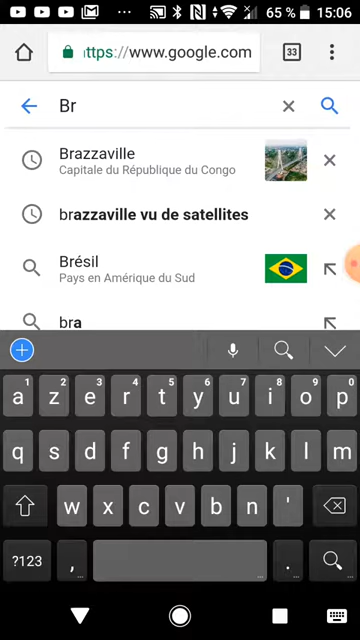 65 % 15:06
ttps://www.google.com 33
Br
Brazzaville
Capitale du République du Congo
brazzaville vu de satellites
Brésil
Pays en Amérique du Sud
bra
1 2 3 4 5 6 7 8 9 0
a z e r t y u i o p
q s d f g h j k l m
w x c v b n '
?123 , .